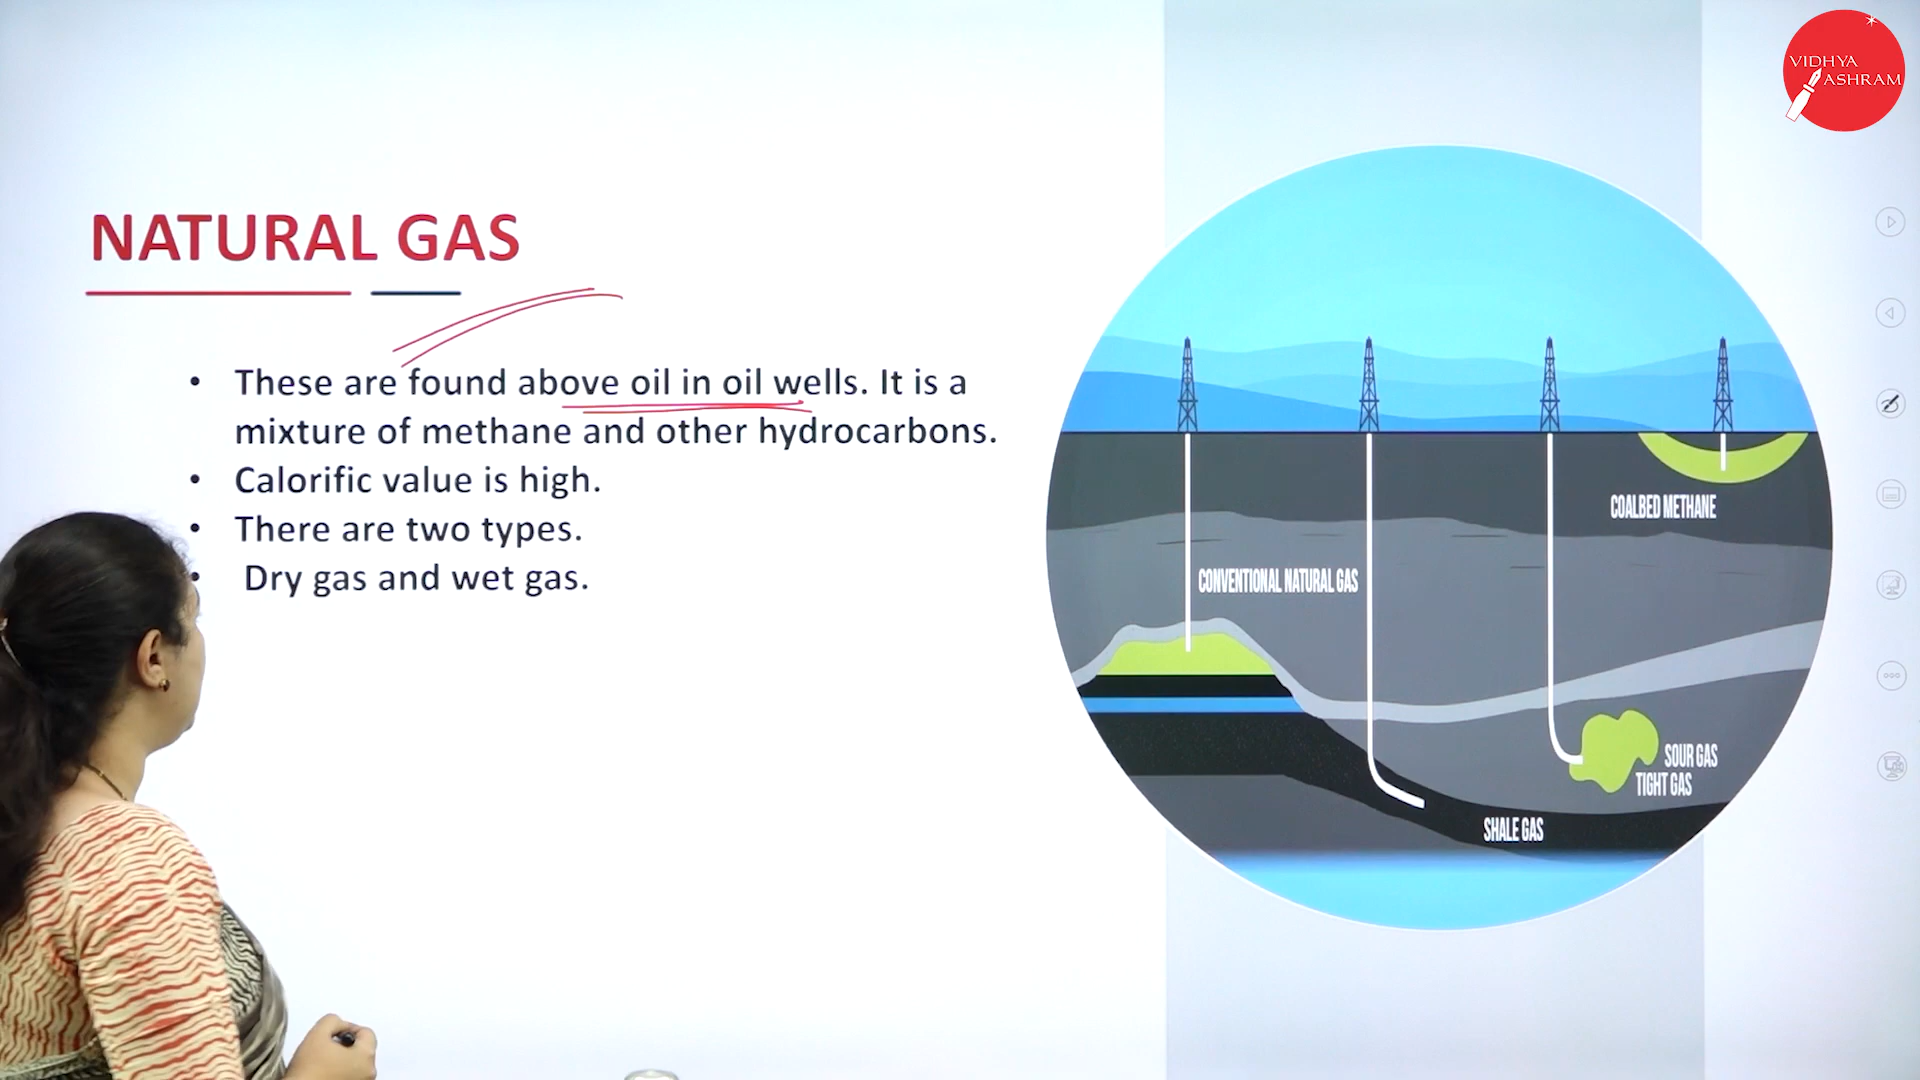 VIDHYA
ASHRAM
NATURAL GAS
• These are found above oil in oil wells. It is a
mixture of methane and other hydrocarbons.
• Calorific value is high.
• There are two types.
• Dry gas and wet gas.
COALBED METHANE
CONVENTIONAL NATURAL GAS
SOUR GAS
TIGHT GAS
SHALE GAS